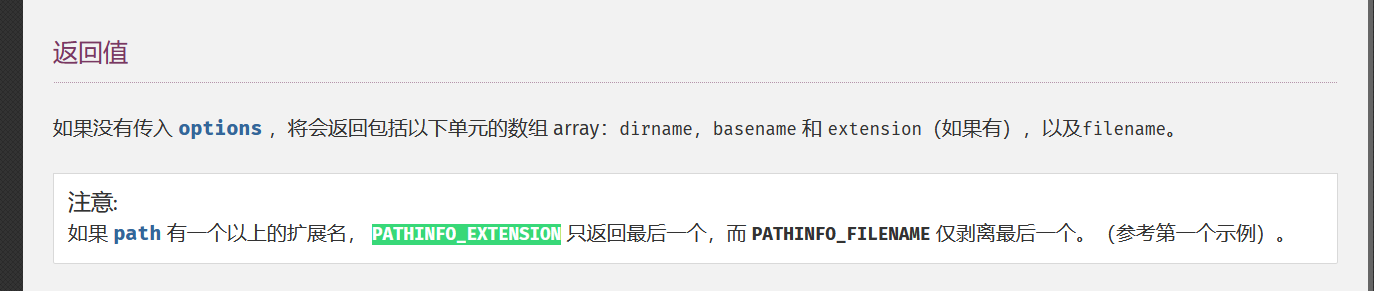 返回值
如果没有传入 options ，将会返回包括以下单元的数组 array：dirname，basename 和 extension（如果有），以及filename。
注意:
如果 path 有一个以上的扩展名， PATHINFO_EXTENSION 只返回最后一个，而 PATHINFO_FILENAME 仅剥离最后一个。（参考第一个示例）。